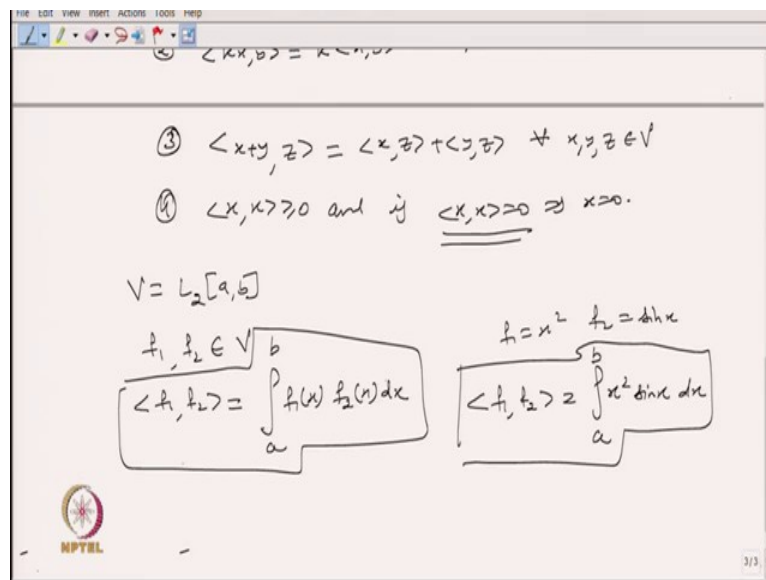 File Edit View Insert Actions Tools Help
③ <x+y, z> = <x, z> + <y, z> ∀ x, y, z ∈ V
④ <x, x> ≥ 0 and if <x, x> = 0 ⇒ x = 0.
V = L₂[a, b]
f₁, f₂ ∈ V
f₁ = x² f₂ = sin x
<f₁, f₂> = ∫ₐᵇ f₁(x) f₂(x) dx
<f₁, f₂> = ∫ₐᵇ x² sin x dx
NPTEL
3/3